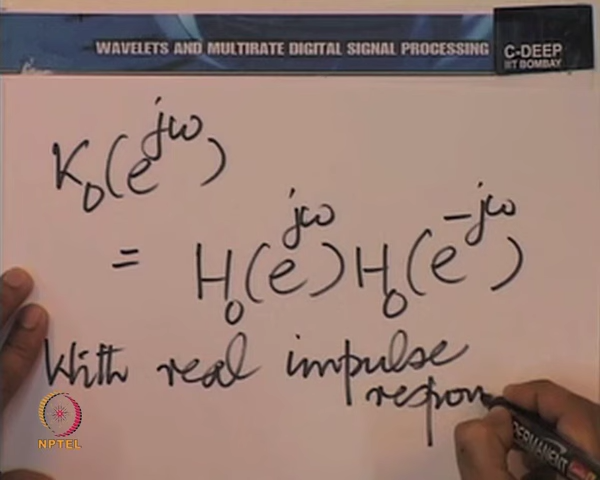 WAVELETS AND MULTIRATE DIGITAL SIGNAL PROCESSING
C-DEEP
IIT BOMBAY
K₀(e^{jω})
= H₀(e^{jω})H₀(e^{-jω})
With real impulse
respon
NPTEL
PERMANENT